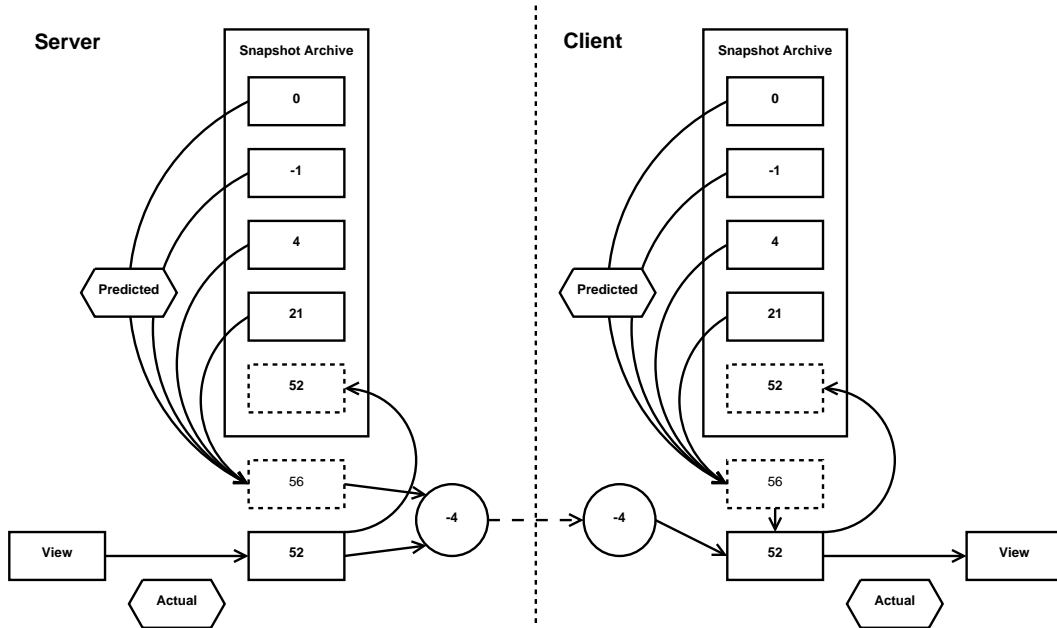 Server
Snapshot Archive
0
-1
4
Predicted
21
52
56
-4
View
52
Actual
Client
Snapshot Archive
0
-1
4
Predicted
21
52
56
-4
52
View
Actual